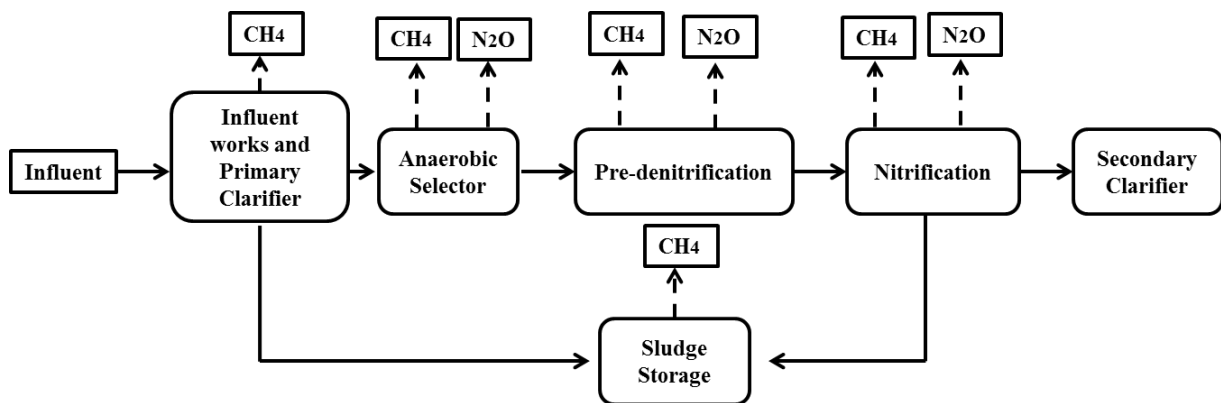 CH4
CH4
N2O
CH4
N2O
CH4
N2O
Influent
Influent
works and
Primary
Clarifier
Anaerobic
Selector
Pre-denitrification
Nitrification
Secondary
Clarifier
CH4
Sludge
Storage